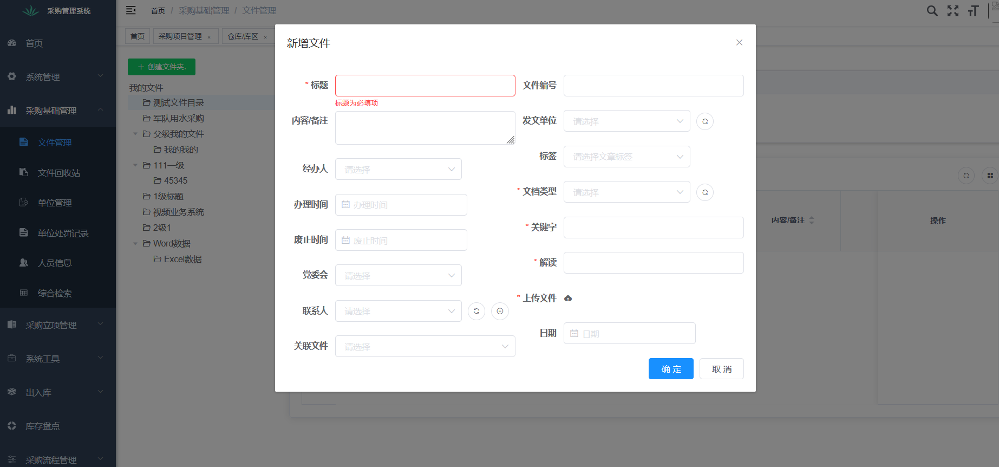 采购管理系统
首页 / 采购基础管理 / 文件管理
首页
采购项目管理 ×
仓库/库区 ×
首页
系统管理
采购基础管理
文件管理
文件回收站
单位管理
单位处罚记录
人员信息
综合检索
采购立项管理
系统工具
出入库
库存盘点
采购流程管理
+ 创建文件夹.
我的文件
测试文件目录
军队用水采购
父级我的文件
我的我的
111一级
45345
1级标题
视频业务系统
2级1
Word数据
Excel数据
新增文件
* 标题
标题为必填项
文件编号
内容/备注
发文单位 请选择
标签 请选择文章标签
经办人 请选择
* 文档类型 请选择
办理时间 办理时间
* 关键字
废止时间 废止时间
* 解读
党委会 请选择
* 上传文件
联系人 请选择
日期 日期
关联文件 请选择
确 定 取 消
内容/备注
操作